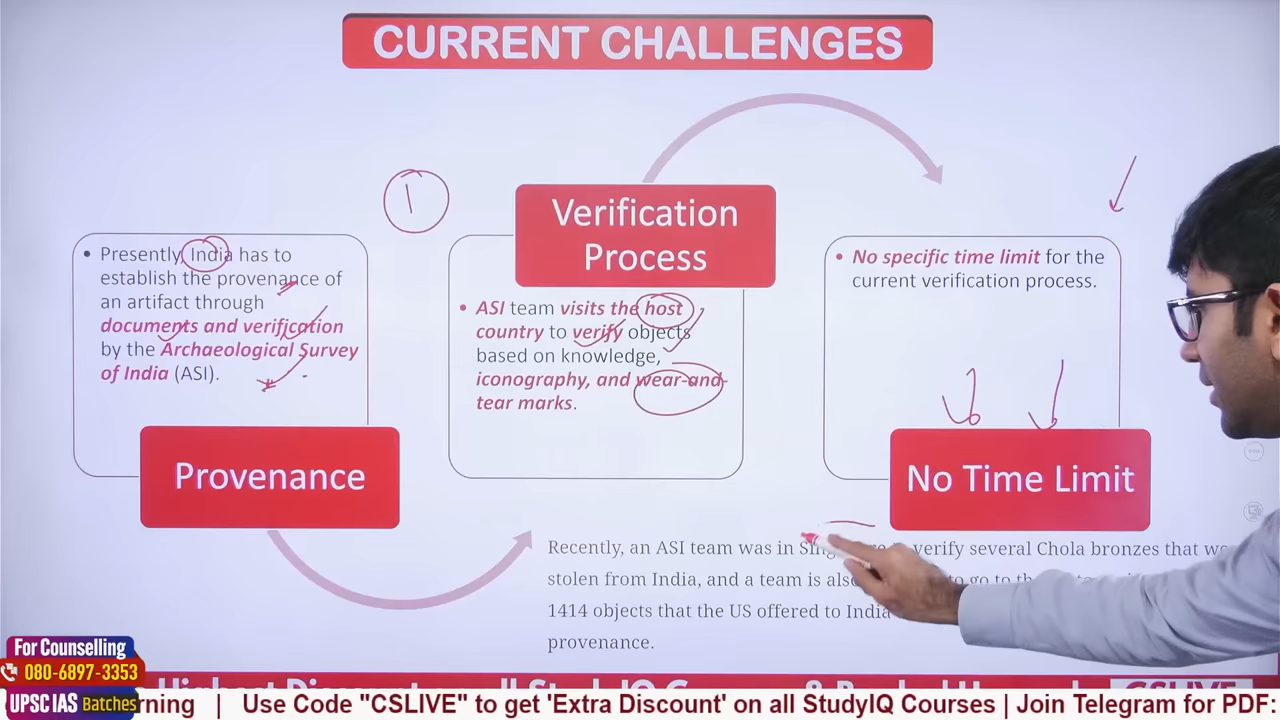 CURRENT CHALLENGES
• Presently, India has to
establish the provenance of
an artifact through
documents and verification
by the Archaeological Survey
of India (ASI).
Provenance
1
Verification
Process
• ASI team visits the host
country to verify objects
based on knowledge,
iconography, and wear-and-
tear marks.
• No specific time limit for the
current verification process.
No Time Limit
Recently, an ASI team was in verify several Chola bronzes that
stolen from India, and a team is also to go to
1414 objects that the US offered to India
provenance.
For Counselling
080-6897-3353
UPSC IAS Batches
| Use Code "CSLIVE" to get 'Extra Discount' on all StudyIQ Courses | Join Telegram for PDF: